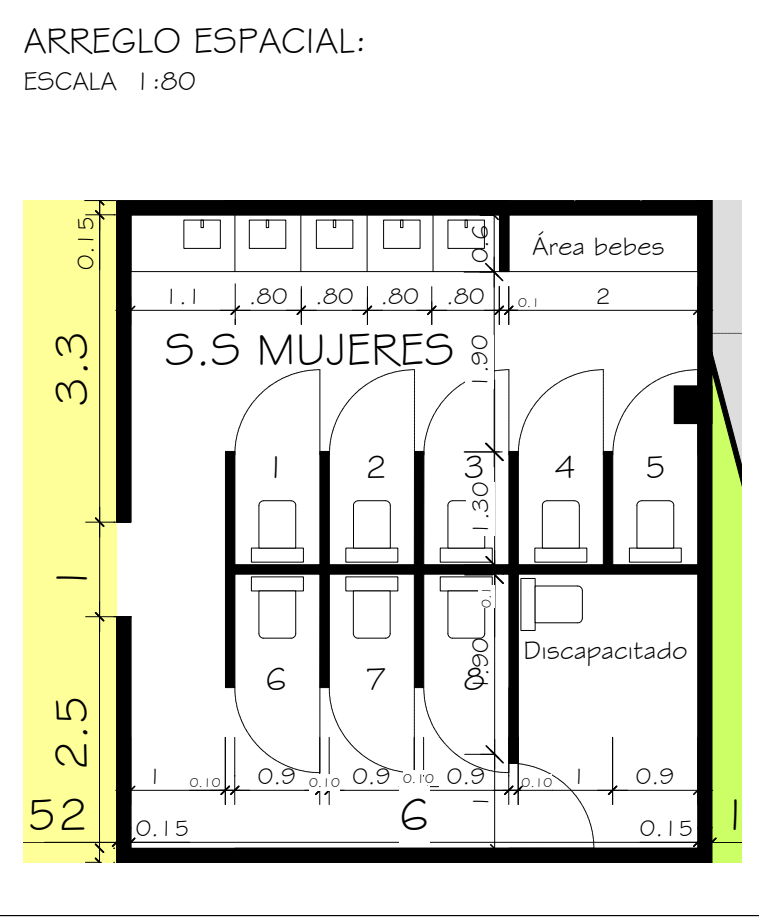 ARREGLO ESPACIAL:
ESCALA 1:80
0.15
0.6
Área bebes
1.1 .80 .80 .80 .80 0.1 2
3.3
S.S MUJERES
1.90
1 2 3 4 5
1.30
1
0.1
Discapacitado
1.90
6 7 8
2.5
1 0.10 0.9 0.10 0.9 0.10 0.9 0.10 1 0.9
1
52 0.15 6 0.15 1